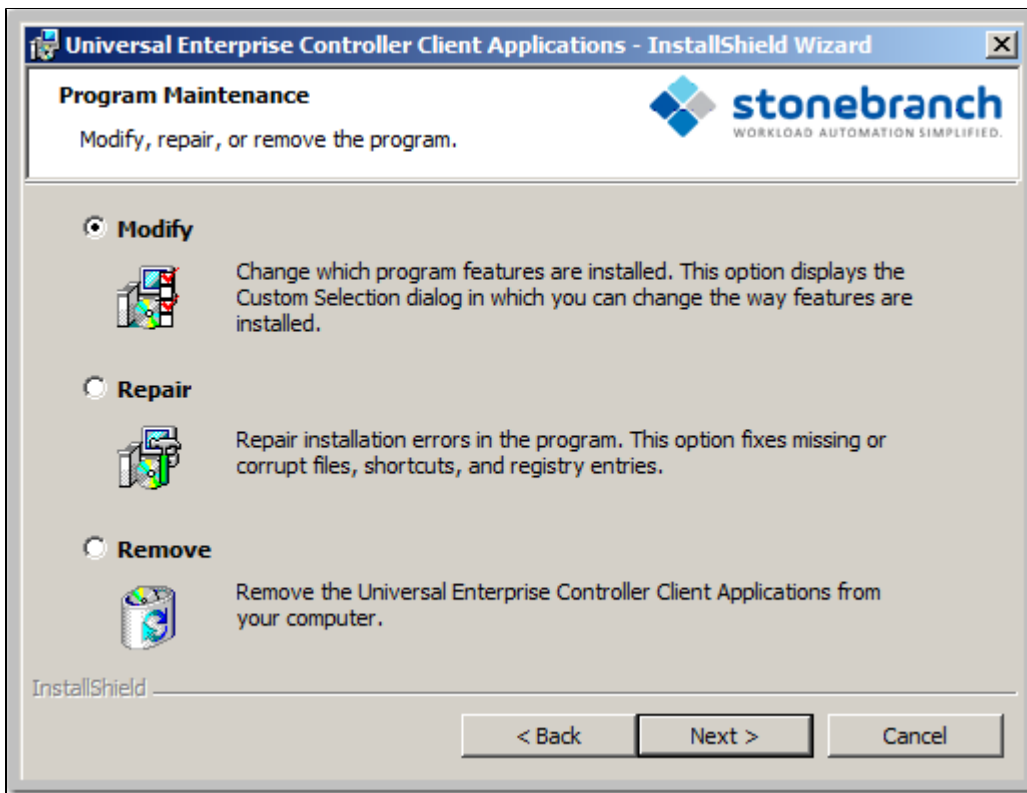 Universal Enterprise Controller Client Applications - InstallShield Wizard
Program Maintenance
Modify, repair, or remove the program.
stonebranch
WORKLOAD AUTOMATION SIMPLIFIED.
Modify
Change which program features are installed. This option displays the
Custom Selection dialog in which you can change the way features are
installed.
Repair
Repair installation errors in the program. This option fixes missing or
corrupt files, shortcuts, and registry entries.
Remove
Remove the Universal Enterprise Controller Client Applications from
your computer.
InstallShield
< Back
Next >
Cancel